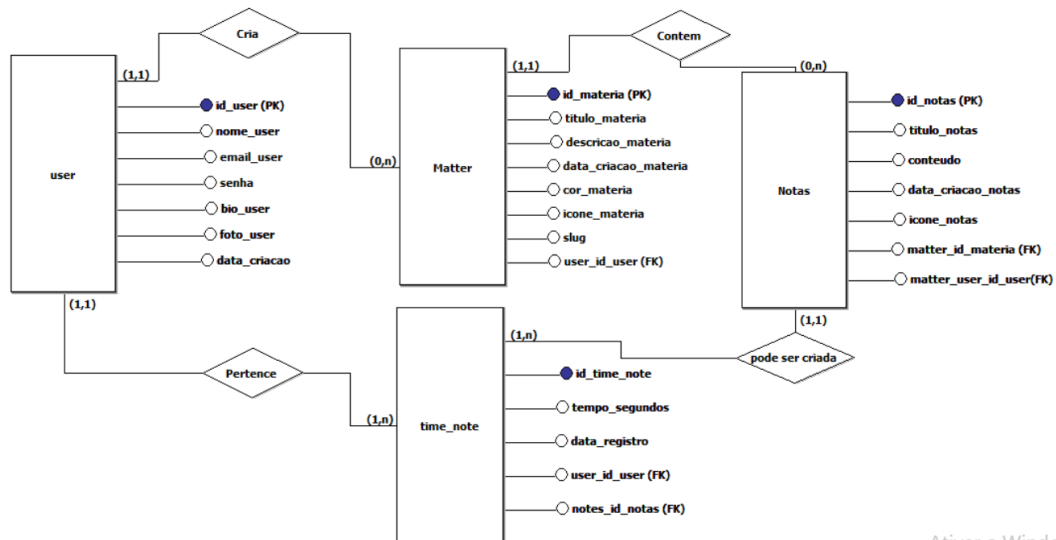 Cria
(1,1)
(0,n)
user
id_user (PK)
nome_user
email_user
senha
bio_user
foto_user
data_criacao
(1,1)
Matter
(1,1)
id_materia (PK)
titulo_materia
descricao_materia
data_criacao_materia
cor_materia
icone_materia
slug
user_id_user (FK)
Contem
(0,n)
Notas
id_notas (PK)
titulo_notas
conteudo
data_criacao_notas
icone_notas
matter_id_materia (FK)
matter_user_id_user(FK)
(1,1)
pode ser criada
(1,n)
Pertence
(1,n)
time_note
id_time_note
tempo_segundos
data_registro
user_id_user (FK)
notes_id_notas (FK)